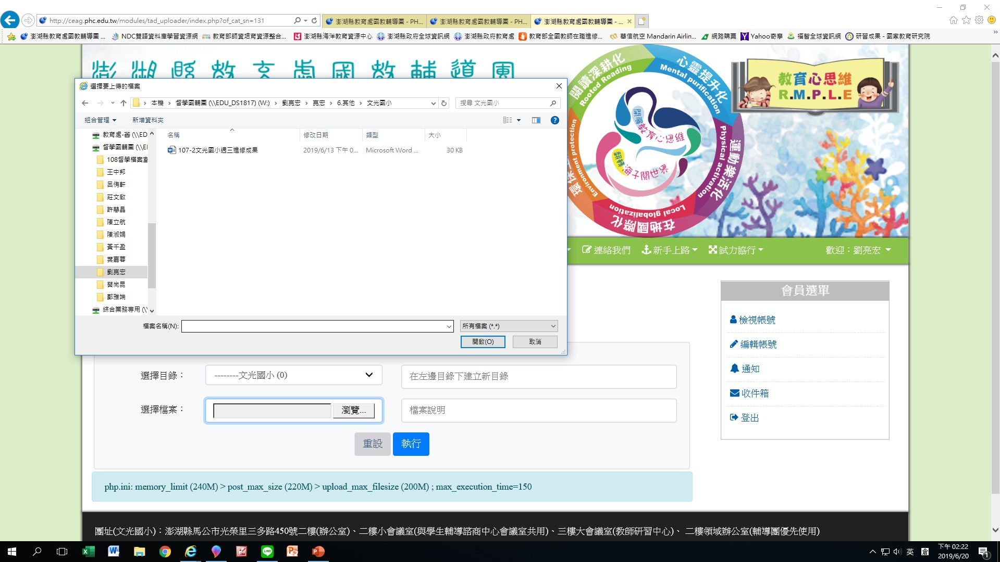 http://ceag.phc.edu.tw/modules/tad_uploader/index.php?of_cat_sn=131
澎湖縣教育處國教輔導團 - PH...
澎湖縣教育處國教輔導團 - PH...
澎湖縣教育處國教輔導團 - ...
澎湖縣教育處國教輔導團 ...
NDC雙語資料庫學習資源網
教育部師資培育資源整合...
澎湖縣海洋教育資源中心
澎湖縣政府全球資訊網
澎湖縣政府教育處
教育部全國教師在職進修...
華信航空 Mandarin Airlin...
網路購票
Yahoo奇摩
福智全球資訊網
研習成果 - 國家教育研究院
澎湖縣教育處國教輔導團
閱讀深耕化
Rooted Reading
心靈提升化
Mental purification
運動樂活化
Physical activation
在地國際化
Local globalization
Environment protection
開展教育心思維
海子閱世界
教育心思維
R.M.P.L.E
選擇要上傳的檔案
本機 › 督學國輔團 (\\EDU_DS1817) (W:) › 劉亮宏 › 亮宏 › 6.其他 › 文光國小
搜尋 文光國小
組合管理
新增資料夾
名稱
修改日期
類型
大小
107-2文光國小週三進修成果
2019/6/13 下午 0...
Microsoft Word ...
30 KB
教育處-舊 (\\ED
督學國輔團 (\\EI
108督學檔案室
王中邦
呂侑軒
莊文啟
許慧晶
陳立航
陳淑娟
黃千盈
葉嘉蓉
劉亮宏
蔡尚昆
鄭雅端
綜合業務專用 (\\
檔案名稱(N):
所有檔案 (*.*)
開啟(O)
取消
連絡我們
新手上路
試力協行
歡迎：劉亮宏
會員選單
檢視帳號
編輯帳號
通知
收件箱
登出
選擇目錄：
--------文光國小 (0)
在左邊目錄下建立新目錄
選擇檔案：
瀏覽...
檔案說明
重設
執行
php.ini: memory_limit (240M) > post_max_size (220M) > upload_max_filesize (200M) ; max_execution_time=150
團址(文光國小)：澎湖縣馬公市光榮里三多路450號二樓(辦公室)、二樓小會議室(與學生輔導諮商中心會議室共用)、三樓大會議室(教師研習中心)、 二樓領域辦公室(輔導團優先使用)
英
下午 02:22
2019/6/20
1